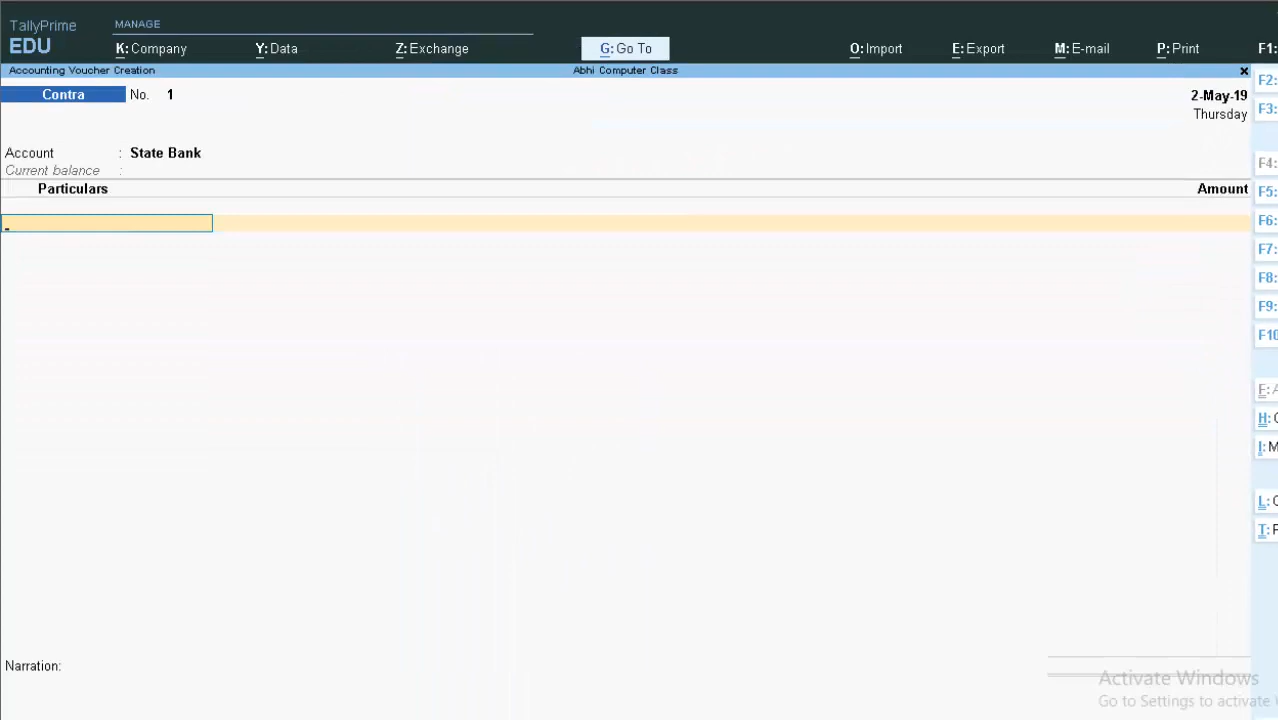 TallyPrime
EDU
MANAGE
K: Company Y: Data Z: Exchange G: Go To O: Import E: Export M: E-mail P: Print F1:
Accounting Voucher Creation Abhi Computer Class x
Contra No. 1 2-May-19
Thursday
Account : State Bank
Current balance :
Particulars Amount
Narration:
F2:
F3:
F4:
F5:
F6:
F7:
F8:
F9:
F10
F:
H:
I: M
L:
T:
Activate Windows
Go to Settings to activate